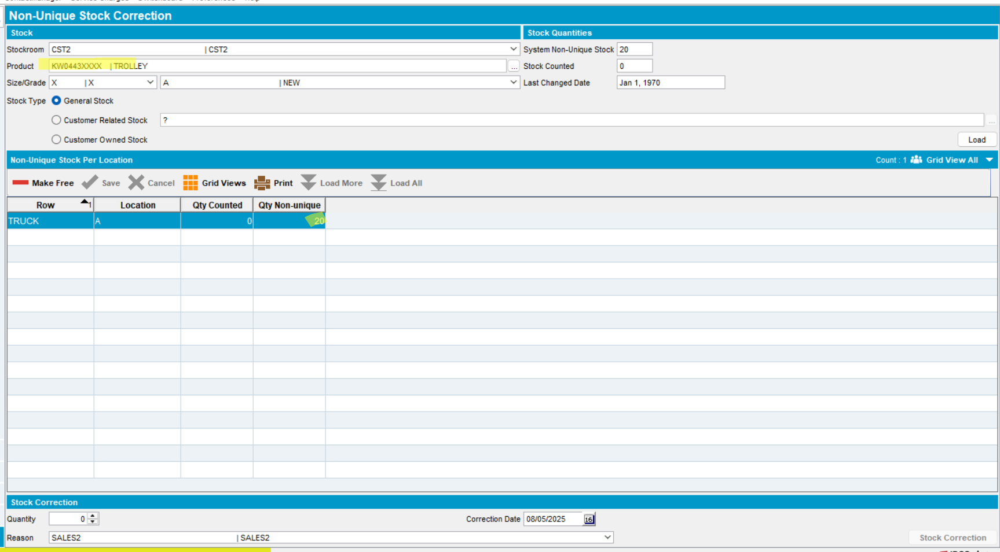 Non-Unique Stock Correction
Stock
Stock Quantities
Stockroom CST2 | CST2
System Non-Unique Stock 20
Product KW0443XXXX | TROLLEY ...
Stock Counted 0
Size/Grade X | X A | NEW
Last Changed Date Jan 1, 1970
Stock Type General Stock
Customer Related Stock ? ...
Customer Owned Stock
Load
Non-Unique Stock Per Location
Count : 1 Grid View All
Make Free Save Cancel Grid Views Print Load More Load All
Row 1 Location Qty Counted Qty Non-unique
TRUCK A 0 20
Stock Correction
Quantity 0
Correction Date 08/05/2025 16
Reason SALES2 | SALES2
Stock Correction